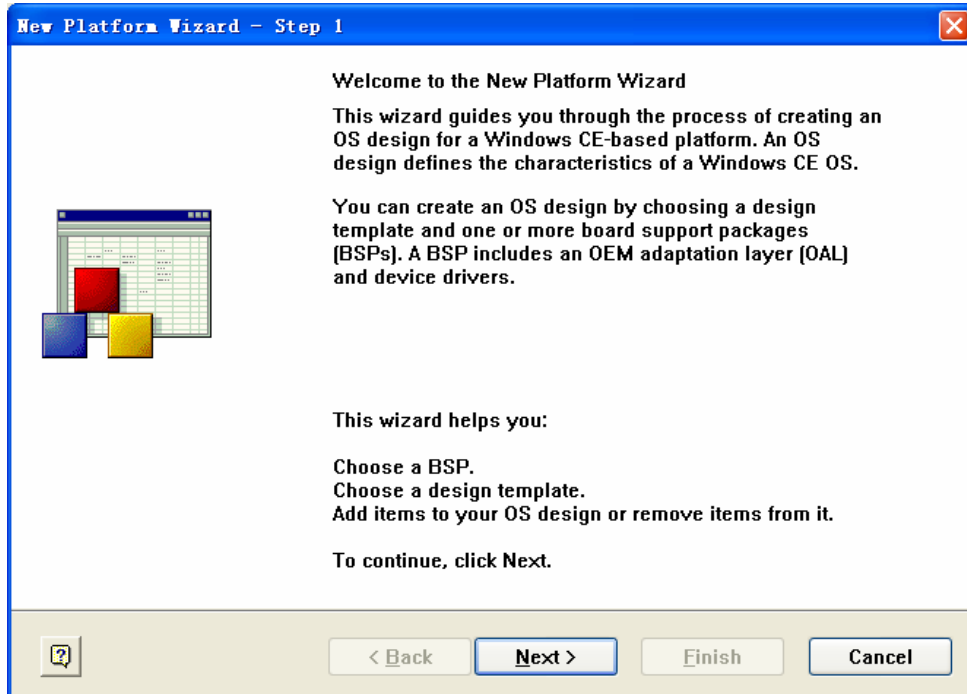 New Platform Wizard - Step 1
Welcome to the New Platform Wizard
This wizard guides you through the process of creating an
OS design for a Windows CE-based platform. An OS
design defines the characteristics of a Windows CE OS.
You can create an OS design by choosing a design
template and one or more board support packages
(BSPs). A BSP includes an OEM adaptation layer (OAL)
and device drivers.
This wizard helps you:
Choose a BSP.
Choose a design template.
Add items to your OS design or remove items from it.
To continue, click Next.
?
< Back
Next >
Finish
Cancel